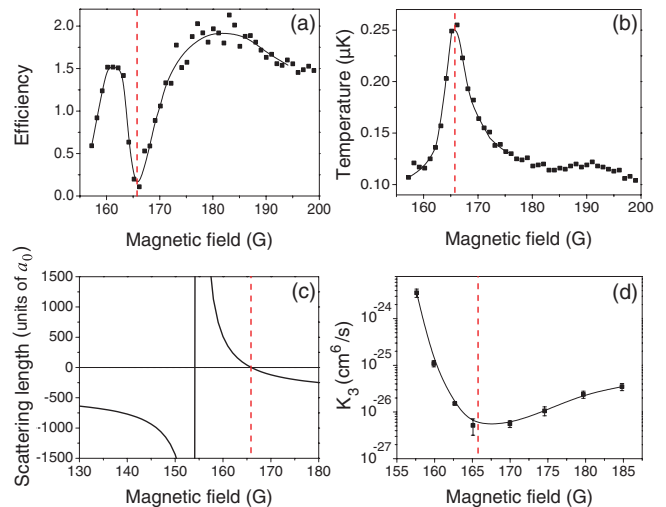 (a)
Efficiency
2.0
1.5
1.0
0.5
0.0
160 170 180 190 200
Magnetic field (G)
(b)
Temperature (μK)
0.25
0.20
0.15
0.10
160 170 180 190 200
Magnetic field (G)
(c)
Scattering length (units of a0)
1500
1000
500
0
-500
-1000
-1500
130 140 150 160 170 180
Magnetic field (G)
(d)
K3 (cm⁶/s)
10⁻²⁴
10⁻²⁵
10⁻²⁶
10⁻²⁷
155 160 165 170 175 180 185
Magnetic field (G)